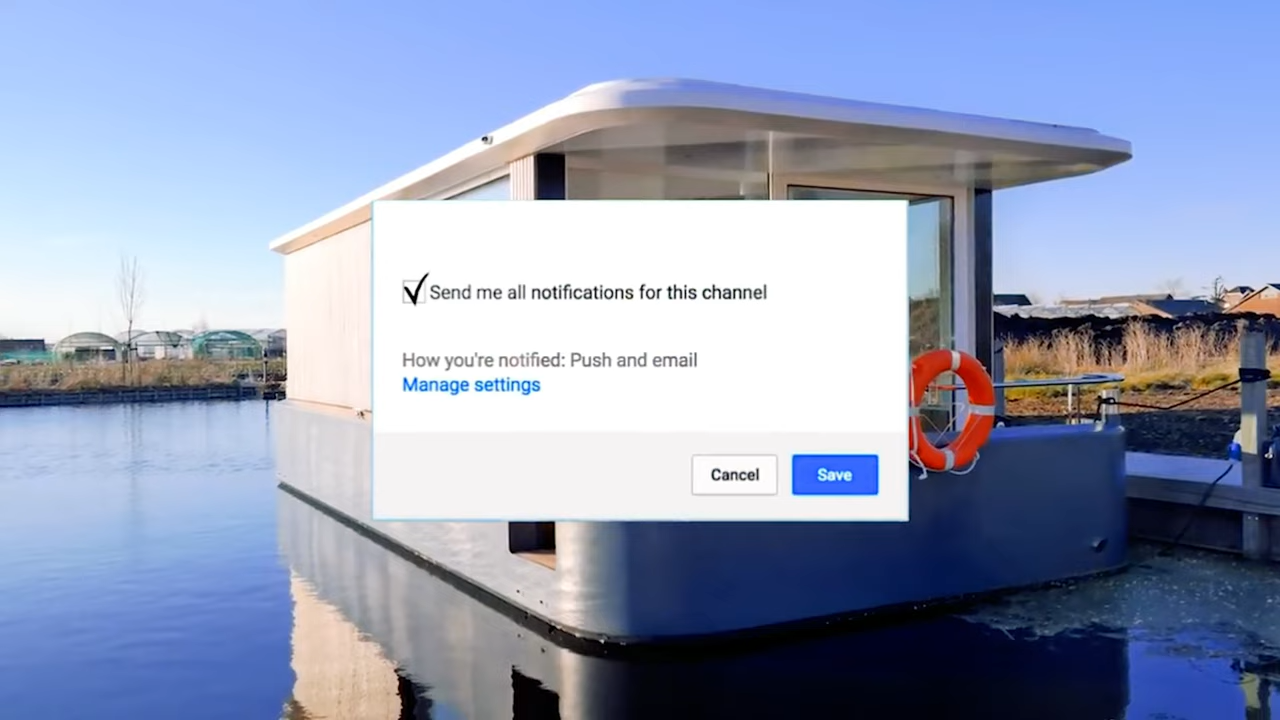 Send me all notifications for this channel
How you're notified: Push and email
Manage settings
Cancel
Save